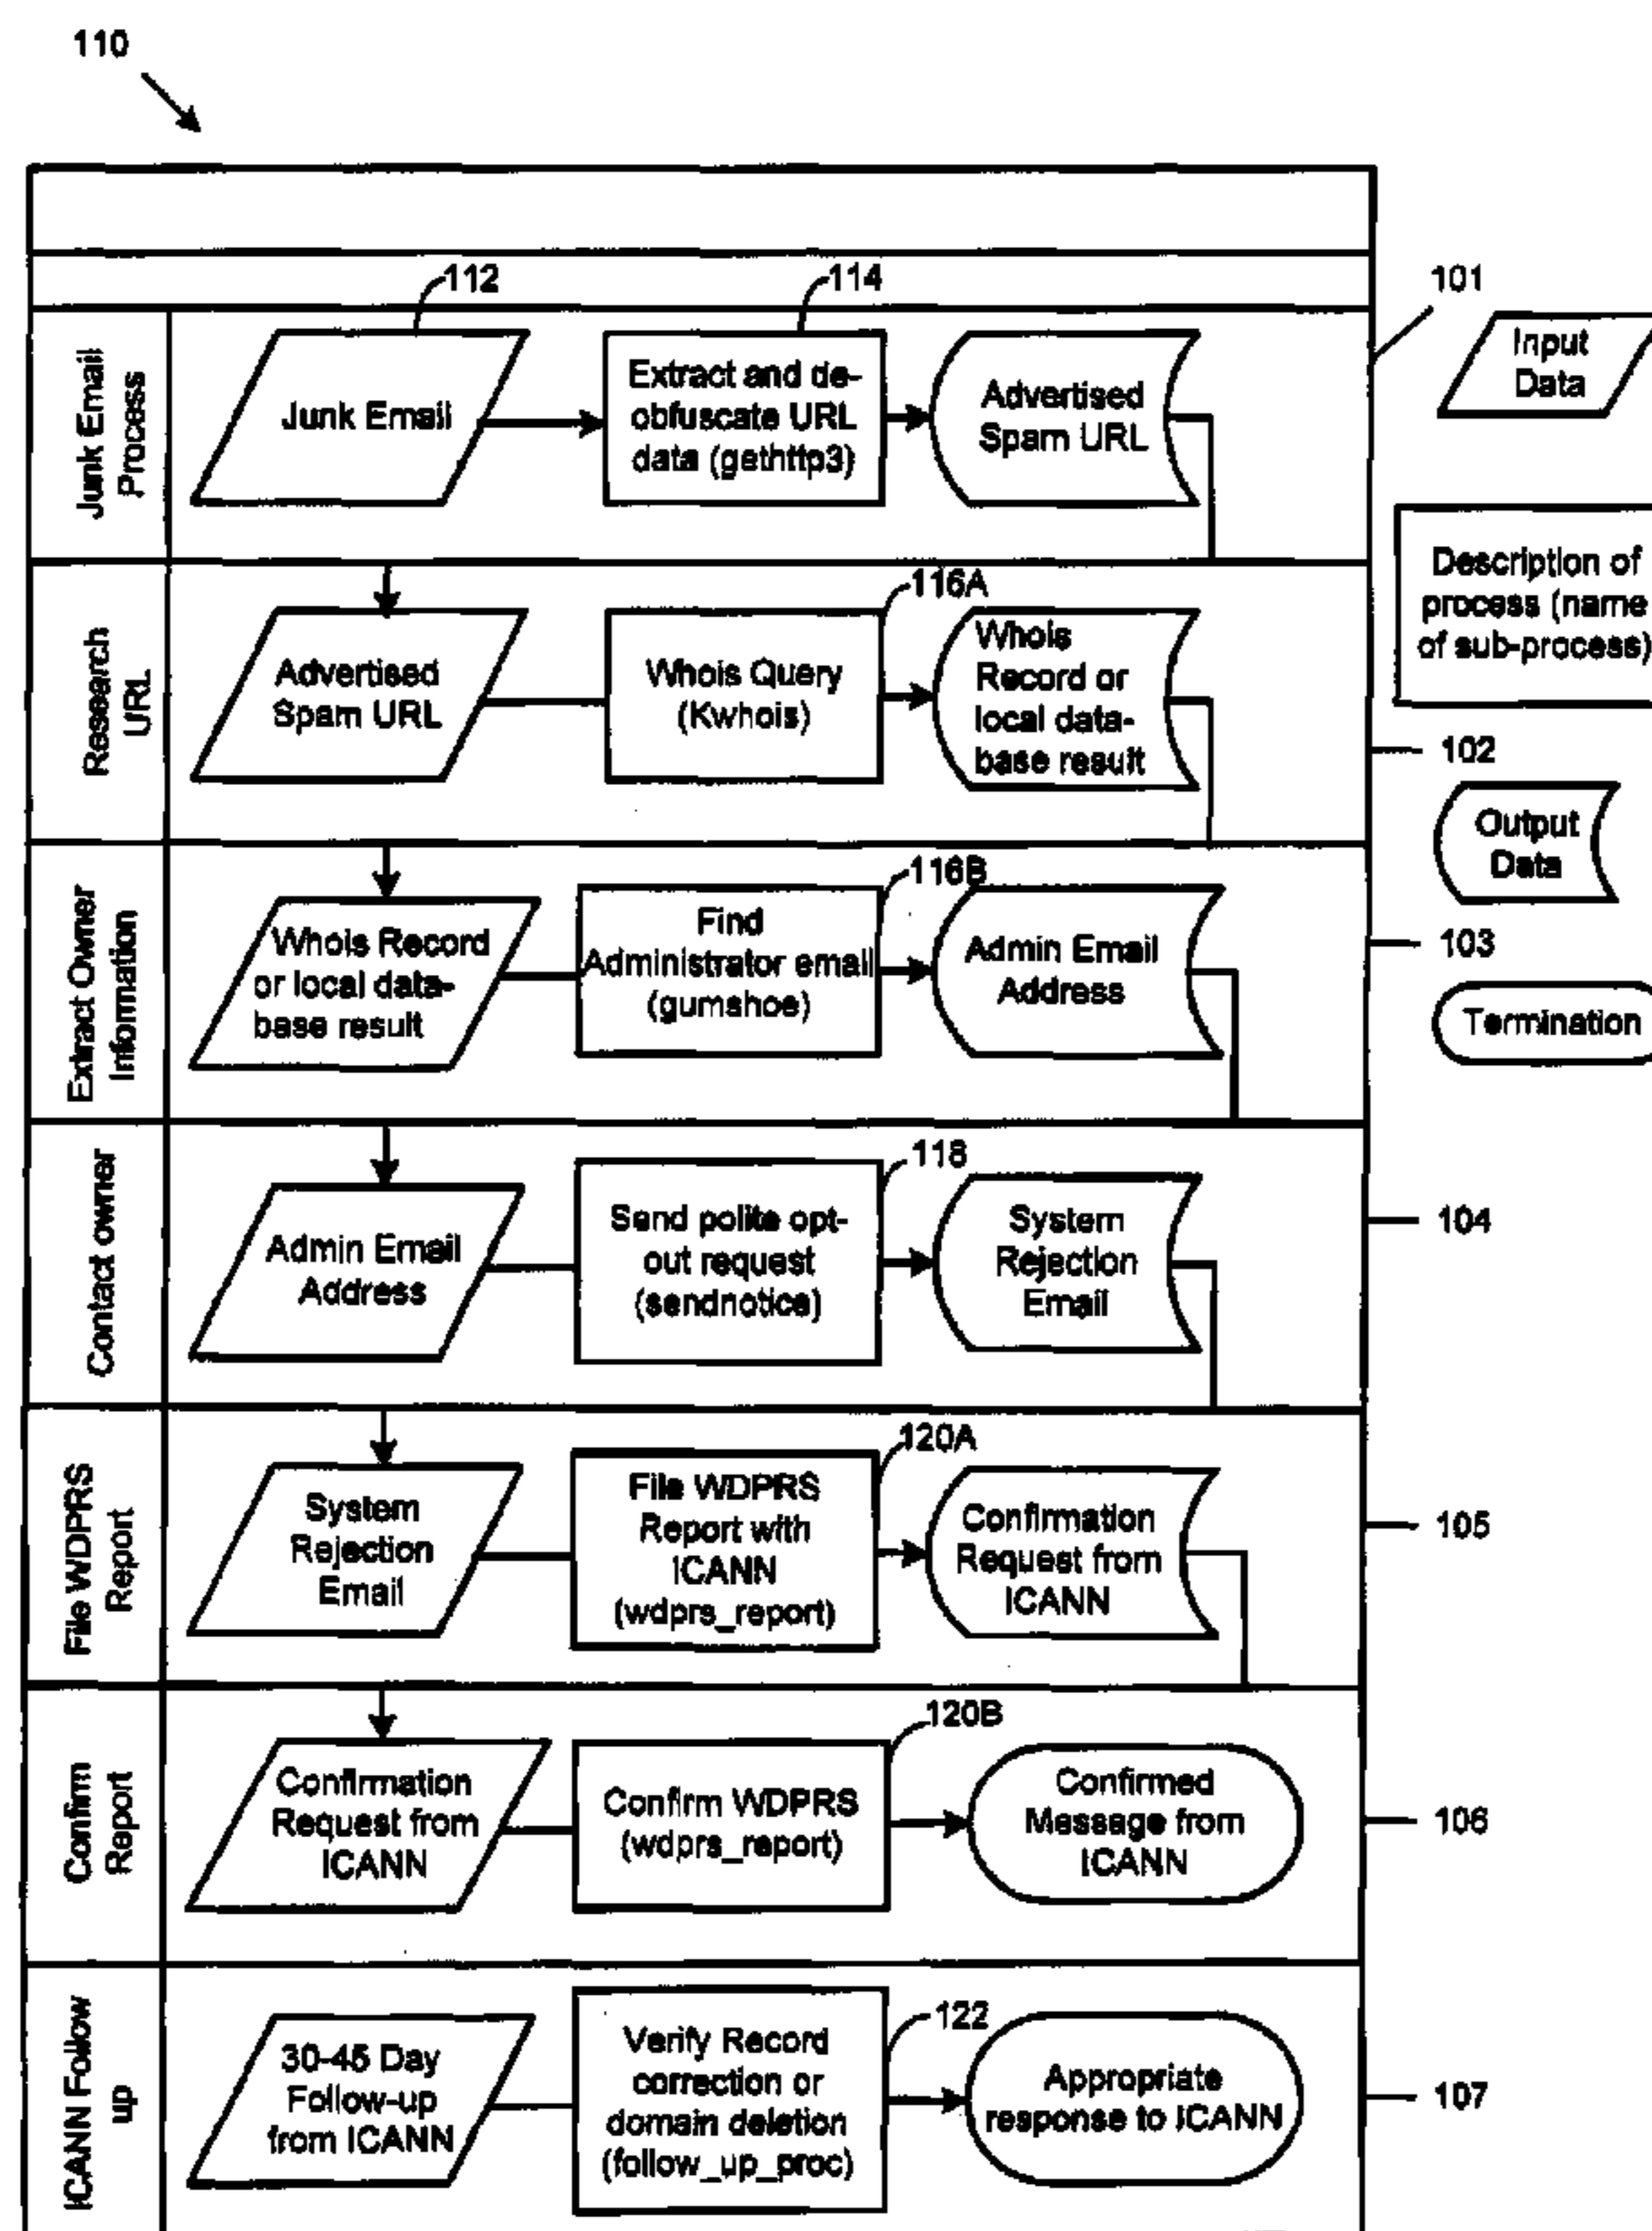 110
112
114
101
Junk Email
Process
Junk Email
Extract and de-
obfuscate URL
data (gethttp3)
Advertised
Spam URL
Input
Data
Description of
process (name
of sub-process)
Research
URL
116A
Advertised
Spam URL
Whois Query
(Kwhois)
Whois
Record or
local data-
base result
102
Output
Data
Extract Owner
Information
116B
Whois Record
or local data-
base result
Find
Administrator email
(gumshoe)
Admin Email
Address
103
Termination
Contact owner
118
Admin Email
Address
Send polite opt-
out request
(sendnotice)
System
Rejection
Email
104
File WDPRS
Report
120A
System
Rejection
Email
File WDPRS
Report with
ICANN
(wdprs_report)
Confirmation
Request from
ICANN
105
Confirm
Report
120B
Confirmation
Request from
ICANN
Confirm WDPRS
(wdprs_report)
Confirmed
Message from
ICANN
106
ICANN Follow
up
122
30-45 Day
Follow-up
from ICANN
Verify Record
correction or
domain deletion
(follow_up_proc)
Appropriate
response to ICANN
107